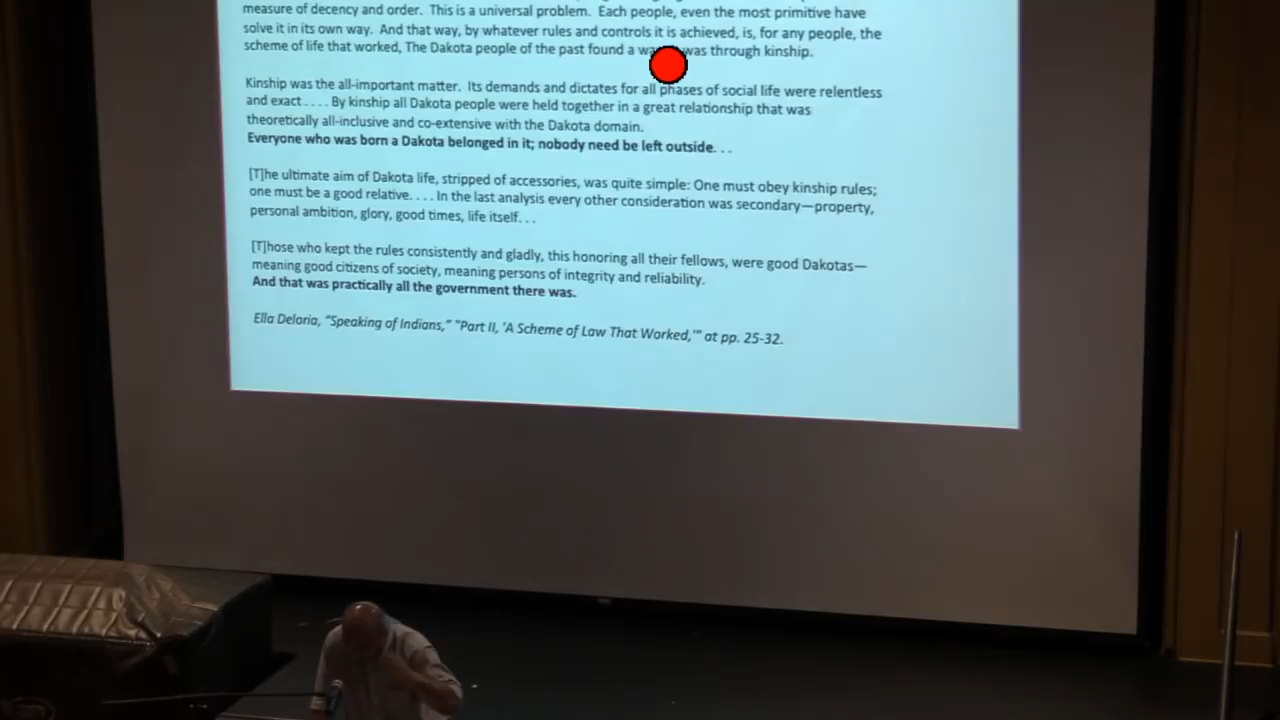 measure of decency and order. This is a universal problem. Each people, even the most primitive have
solve it in its own way. And that way, by whatever rules and controls it is achieved, is, for any people, the
scheme of life that worked, The Dakota people of the past found a was through kinship.
Kinship was the all-important matter. Its demands and dictates for all phases of social life were relentless
and exact . . . . By kinship all Dakota people were held together in a great relationship that was
theoretically all-inclusive and co-extensive with the Dakota domain.
Everyone who was born a Dakota belonged in it; nobody need be left outside. . .
[T]he ultimate aim of Dakota life, stripped of accessories, was quite simple: One must obey kinship rules;
one must be a good relative. . . . In the last analysis every other consideration was secondary—property,
personal ambition, glory, good times, life itself. . .
[T]hose who kept the rules consistently and gladly, this honoring all their fellows, were good Dakotas—
meaning good citizens of society, meaning persons of integrity and reliability.
And that was practically all the government there was.
Ella Deloria, "Speaking of Indians," "Part II, 'A Scheme of Law That Worked,'" at pp. 25-32.